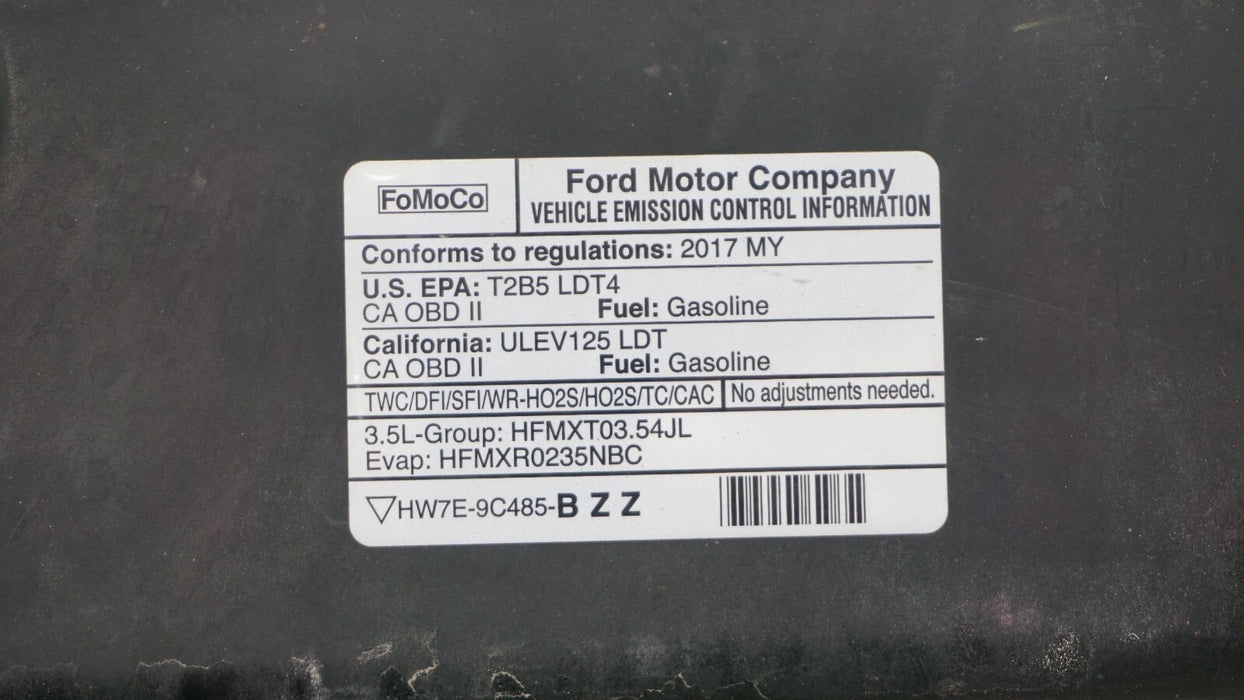 FoMoCo
Ford Motor Company
VEHICLE EMISSION CONTROL INFORMATION
Conforms to regulations: 2017 MY
U.S. EPA: T2B5 LDT4
CA OBD II Fuel: Gasoline
California: ULEV125 LDT
CA OBD II Fuel: Gasoline
TWC/DFI/SFI/WR-HO2S/HO2S/TC/CAC No adjustments needed.
3.5L-Group: HFMXT03.54JL
Evap: HFMXR0235NBC
▽HW7E-9C485-B Z Z